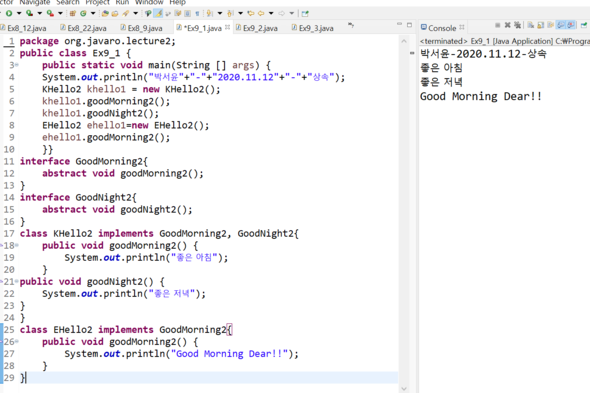 ctor Navigate Search Project Run Window Help
Ex8_12.java Ex8_22.java Ex8_9.java *Ex9_1.java Ex9_2.java Ex9_3.java
1 package org.javaro.lecture2;
2 public class Ex9_1 {
3 public static void main(String [] args) {
4 System.out.println("박서윤"+"-"+"2020.11.12"+"-"+"상속");
5 KHello2 khello1 = new KHello2();
6 khello1.goodMorning2();
7 khello1.goodNight2();
8 EHello2 ehello1=new EHello2();
9 ehello1.goodMorning2();
10 }}
11 interface GoodMorning2{
12 abstract void goodMorning2();
13 }
14 interface GoodNight2{
15 abstract void goodNight2();
16 }
17 class KHello2 implements GoodMorning2, GoodNight2{
18 public void goodMorning2() {
19 System.out.println("좋은 아침");
20 }
21 public void goodNight2() {
22 System.out.println("좋은 저녁");
23 }
24 }
25 class EHello2 implements GoodMorning2{
26 public void goodMorning2() {
27 System.out.println("Good Morning Dear!!");
28 }
29 }
Console
<terminated> Ex9_1 [Java Application] C:₩Progra
박서윤-2020.11.12-상속
좋은 아침
좋은 저녁
Good Morning Dear!!